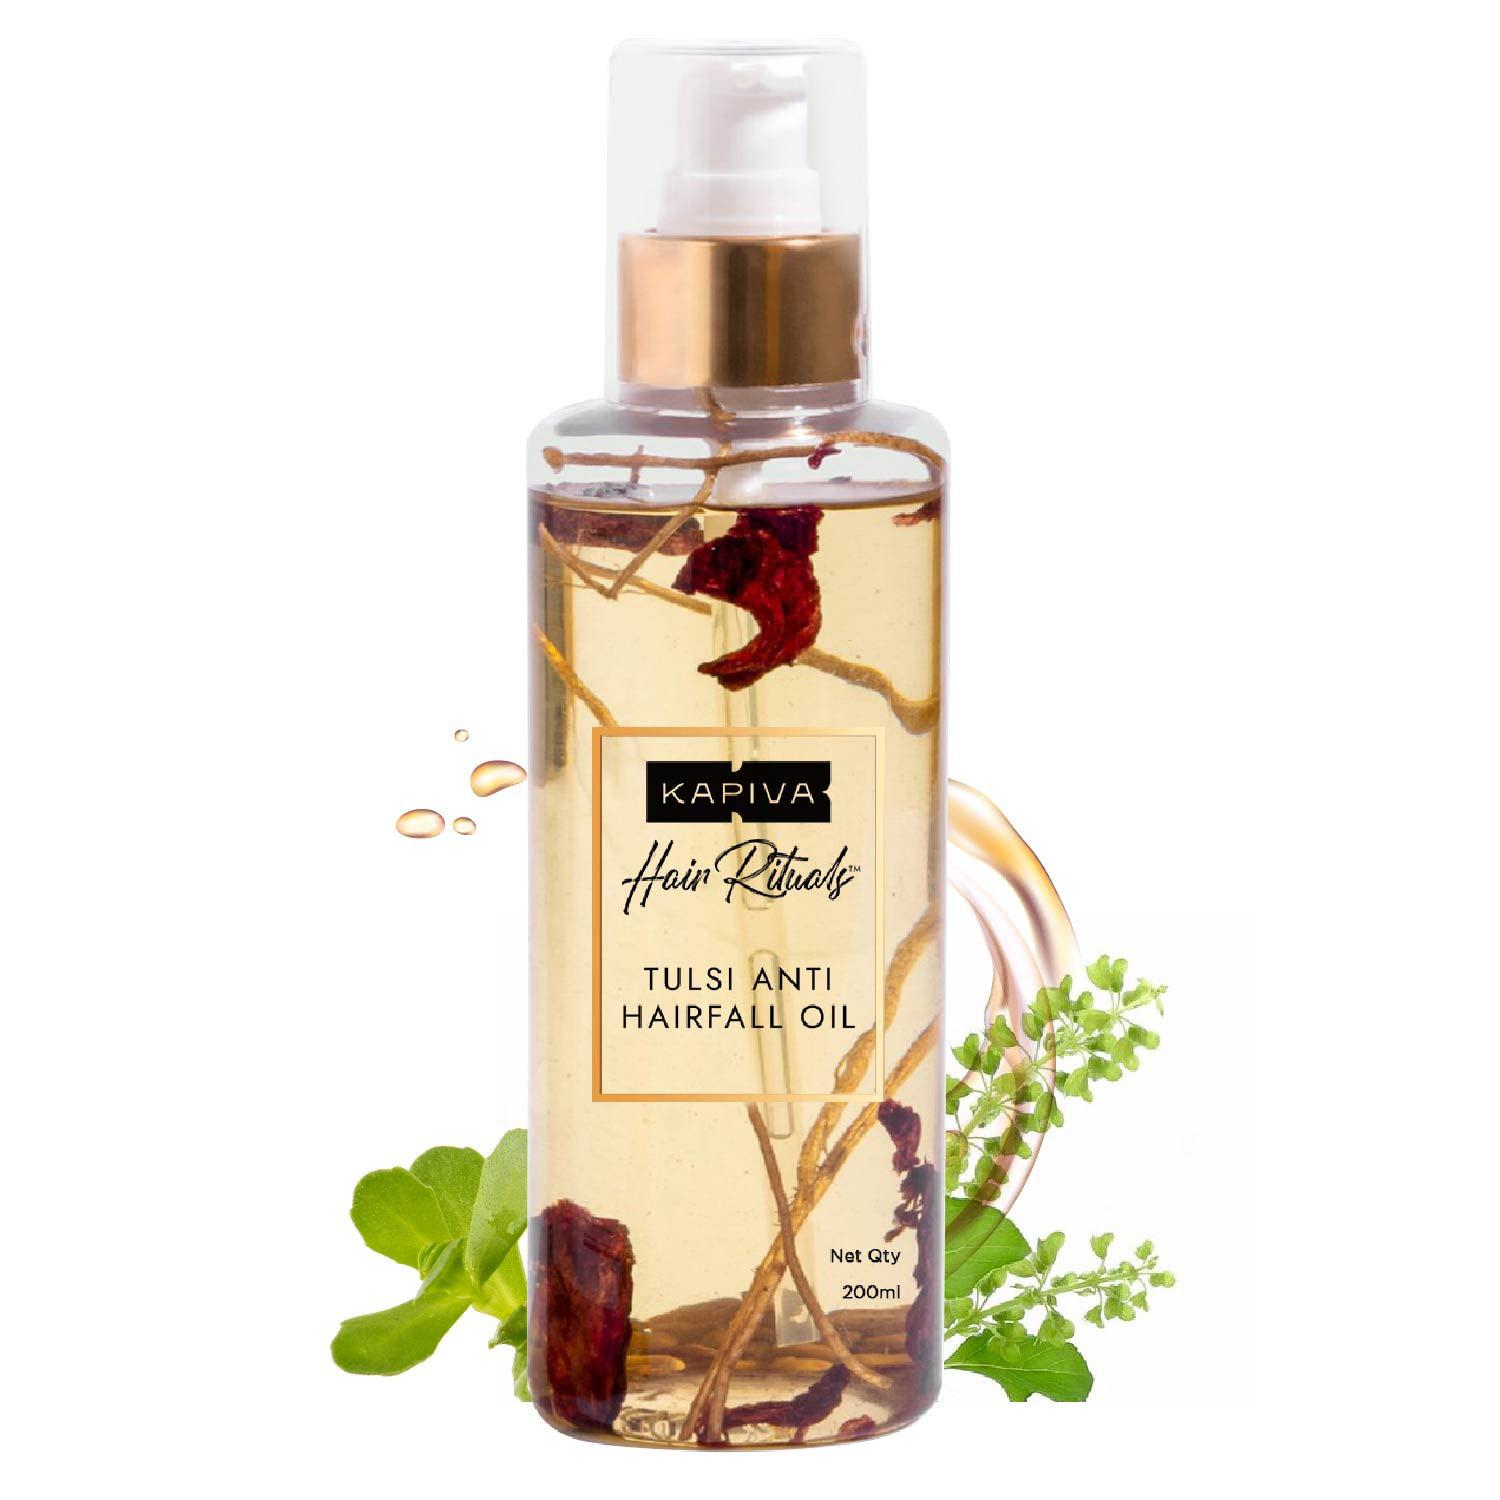 KAPIVA
Hair Rituals™
TULSI ANTI
HAIRFALL OIL
Net Qty
200ml